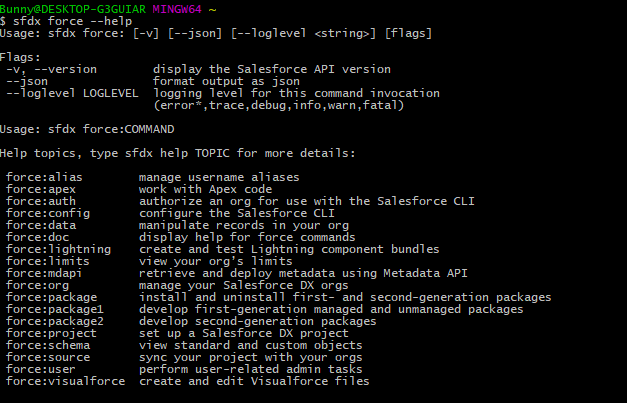 Bunny@DESKTOP-G3GUIAR MINGW64 ~
$ sfdx force --help
Usage: sfdx force: [-v] [--json] [--loglevel <string>] [flags]
Flags:
-v, --version display the Salesforce API version
--json format output as json
--loglevel LOGLEVEL logging level for this command invocation
(error*,trace,debug,info,warn,fatal)
Usage: sfdx force:COMMAND
Help topics, type sfdx help TOPIC for more details:
force:alias manage username aliases
force:apex work with Apex code
force:auth authorize an org for use with the Salesforce CLI
force:config configure the Salesforce CLI
force:data manipulate records in your org
force:doc display help for force commands
force:lightning create and test Lightning component bundles
force:limits view your org's limits
force:mdapi retrieve and deploy metadata using Metadata API
force:org manage your Salesforce DX orgs
force:package install and uninstall first- and second-generation packages
force:package1 develop first-generation managed and unmanaged packages
force:package2 develop second-generation packages
force:project set up a Salesforce DX project
force:schema view standard and custom objects
force:source sync your project with your orgs
force:user perform user-related admin tasks
force:visualforce create and edit Visualforce files